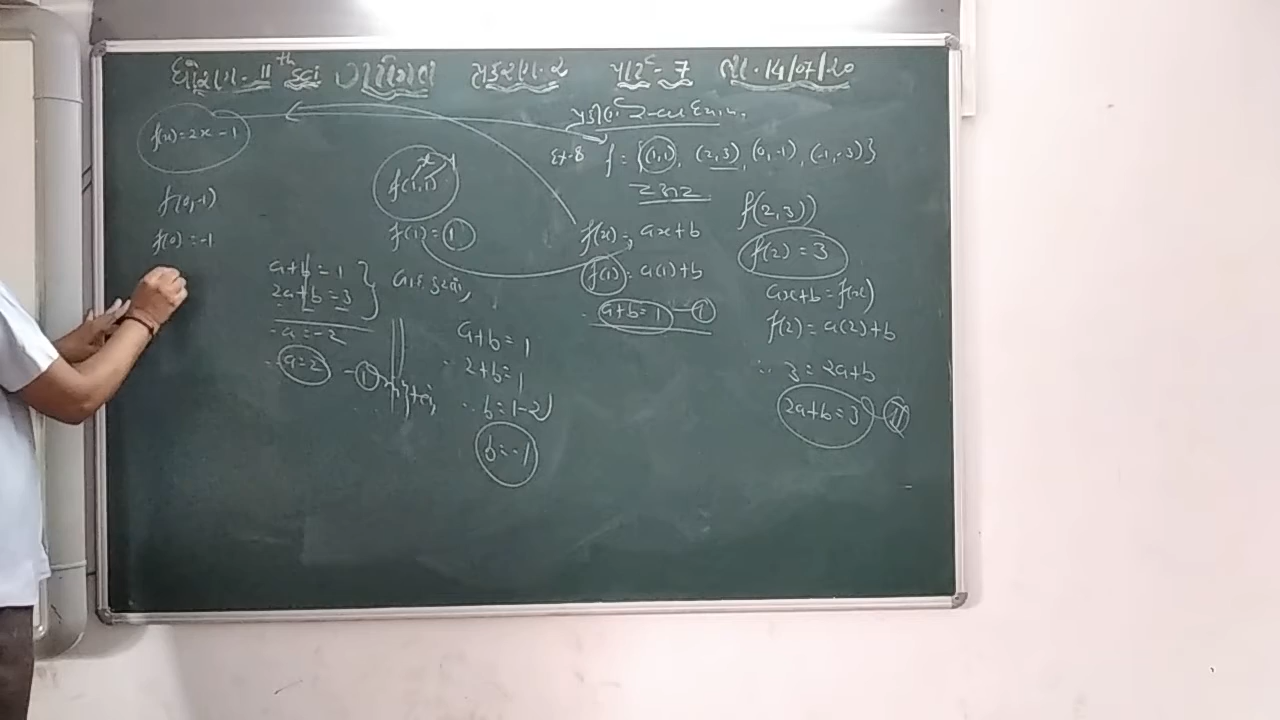 ધોરણ-11th sci ગણિત પ્રકરણ-2 પાર્ટ-7 તા. 14/07/20
f(x)=2x-1
f(0,-1)
f(0)=-1
f(1,1)
x
f(1)=1
Ex-8 f = {(1,1), (2,3), (0,-1), (-1,-3)}
f(x)= ax+b
f(1)= a(1)+b
a+b=1 -①
f(2,3)
f(2)=3
ax+b=f(x)
f(2)=a(2)+b
∴ 3=2a+b
2a+b=3 -②
a+b=1
2a+b=3
-a=-2
a=2
a+b=1
2+b=1
∴ b=1-2
b=-1